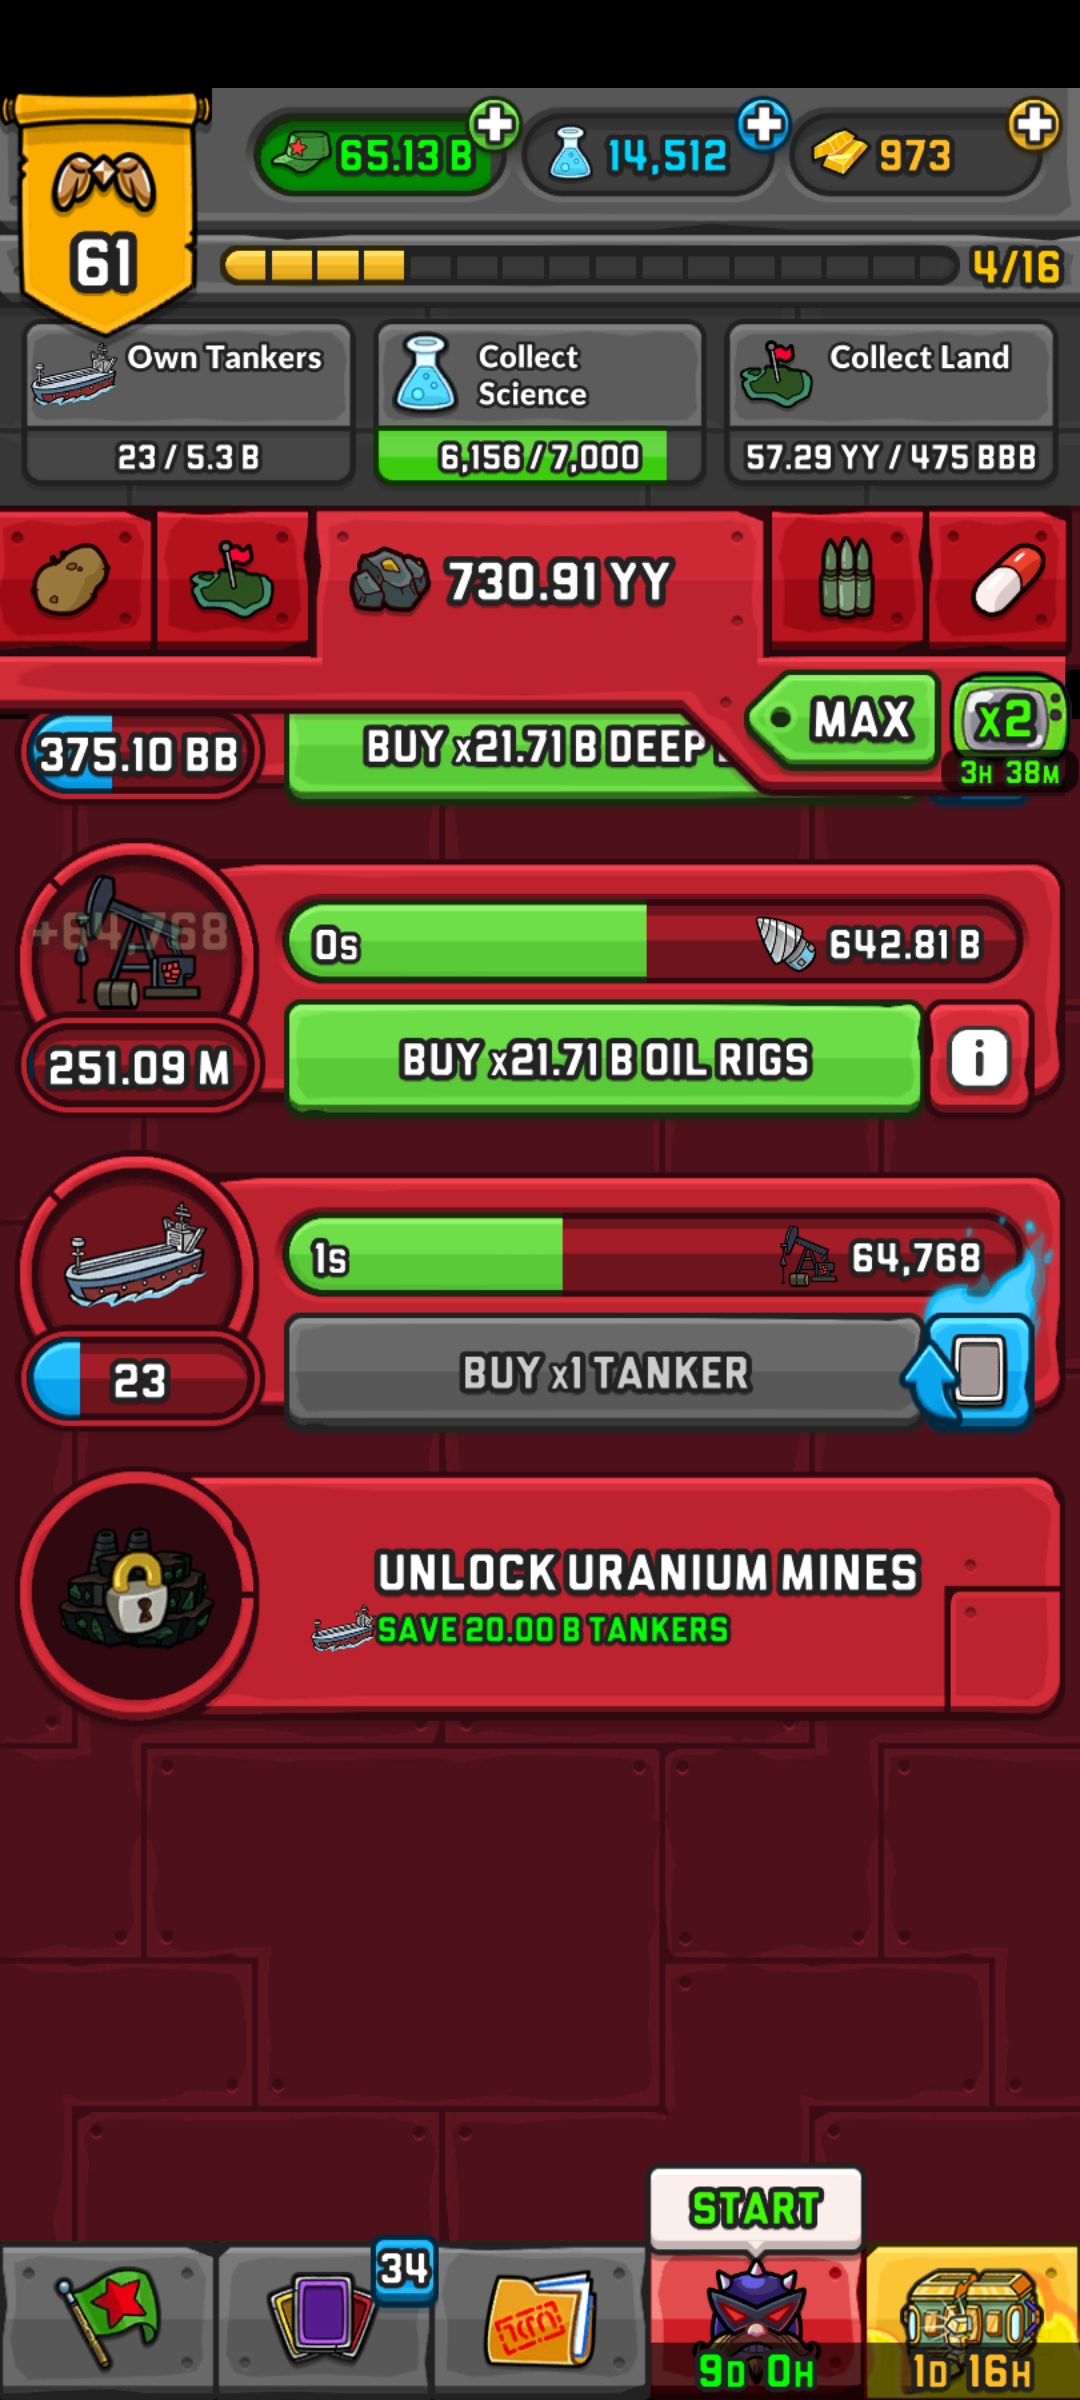 65.13 B
14,512
973
61
4/16
Own Tankers
23 / 5.3 B
Collect
Science
6,156 / 7,000
Collect Land
57.29 YY / 475 BBB
730.91 YY
MAX
x2
3H 38M
375.10 BB
BUY x21.71 B DEEP
+64,768
0s
642.81 B
251.09 M
BUY x21.71 B OIL RIGS
i
1s
64,768
23
BUY x1 TANKER
UNLOCK URANIUM MINES
SAVE 20.00 B TANKERS
START
34
9D 0H
1D 16H